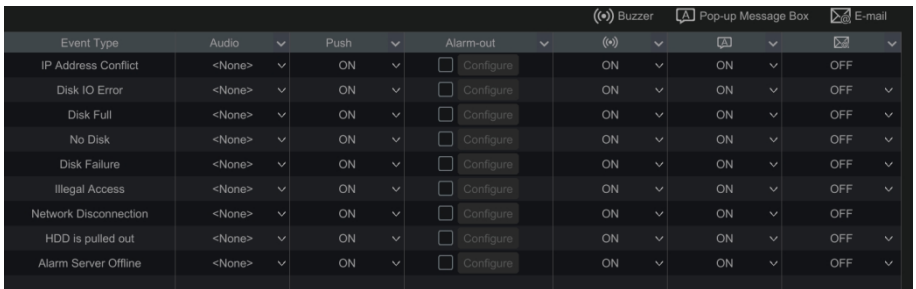 Buzzer Pop-up Message Box E-mail
Event Type Audio Push Alarm-out
IP Address Conflict <None> ON Configure ON ON OFF
Disk IO Error <None> ON Configure ON ON OFF
Disk Full <None> ON Configure ON ON OFF
No Disk <None> ON Configure ON ON OFF
Disk Failure <None> ON Configure ON ON OFF
Illegal Access <None> ON Configure ON ON OFF
Network Disconnection <None> ON Configure ON ON OFF
HDD is pulled out <None> ON Configure ON ON OFF
Alarm Server Offline <None> ON Configure ON ON OFF